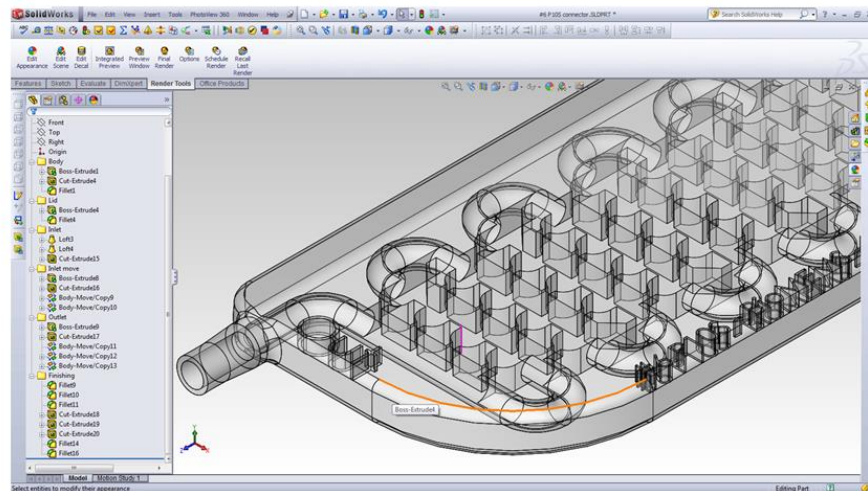 SolidWorks File Edit View Insert Tools PhotoView 360 Window Help #6 P10S connector.SLDPRT * Search SolidWorks Help
Edit Appearance
Edit Scene
Edit Decal
Integrated Preview
Preview Window
Final Render
Options
Schedule Render
Recall Last Render
Features Sketch Evaluate DimXpert Render Tools Office Products
Front
Top
Right
Origin
Body
Boss-Extrude1
Cut-Extrude4
Fillet1
Lid
Boss-Extrude4
Fillet4
Inlet
Loft3
Loft4
Cut-Extrude15
Inlet move
Boss-Extrude8
Cut-Extrude16
Body-Move/Copy9
Body-Move/Copy10
Outlet
Boss-Extrude9
Cut-Extrude17
Body-Move/Copy11
Body-Move/Copy12
Body-Move/Copy13
Finishing
Fillet9
Fillet10
Fillet11
Cut-Extrude18
Cut-Extrude19
Cut-Extrude20
Fillet14
Fillet16
Boss-Extrude4
Model Motion Study 1
Select entities to modify their appearance Editing Part